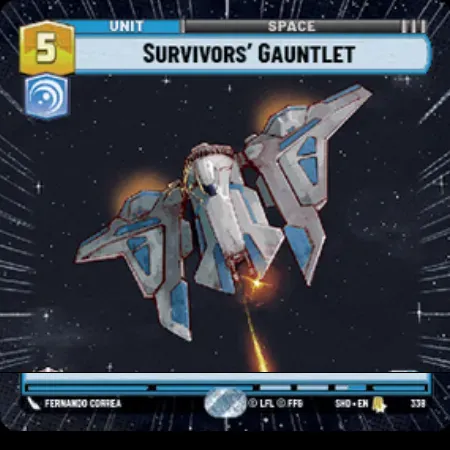 UNIT
SPACE
5
SURVIVORS' GAUNTLET
FERNANDO CORREA
© LFL © FFG
SHD • EN
338